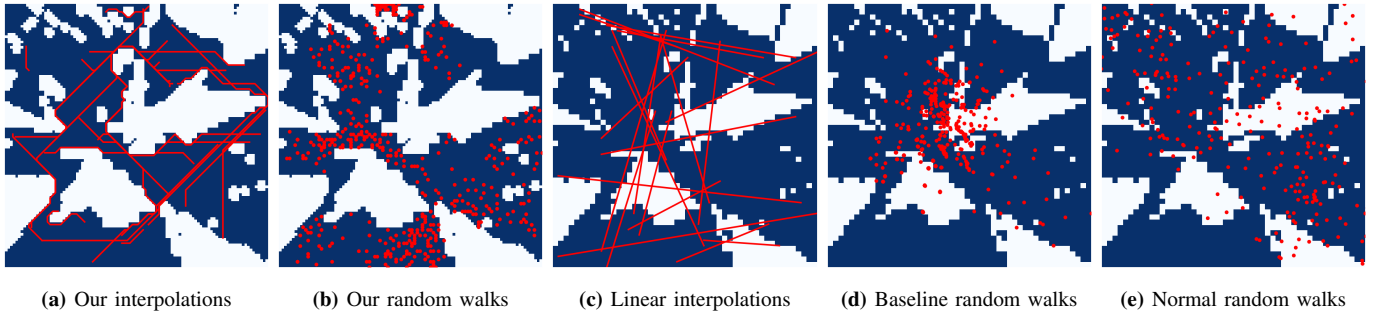 (a) Our interpolations
(b) Our random walks
(c) Linear interpolations
(d) Baseline random walks
(e) Normal random walks